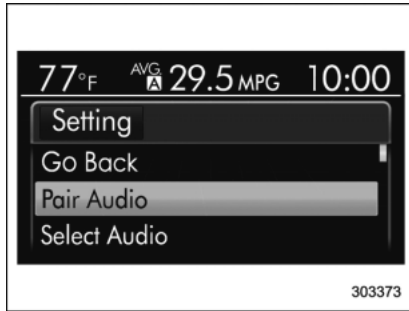 77°F AVG. A 29.5 MPG 10:00
Setting
Go Back
Pair Audio
Select Audio
303373